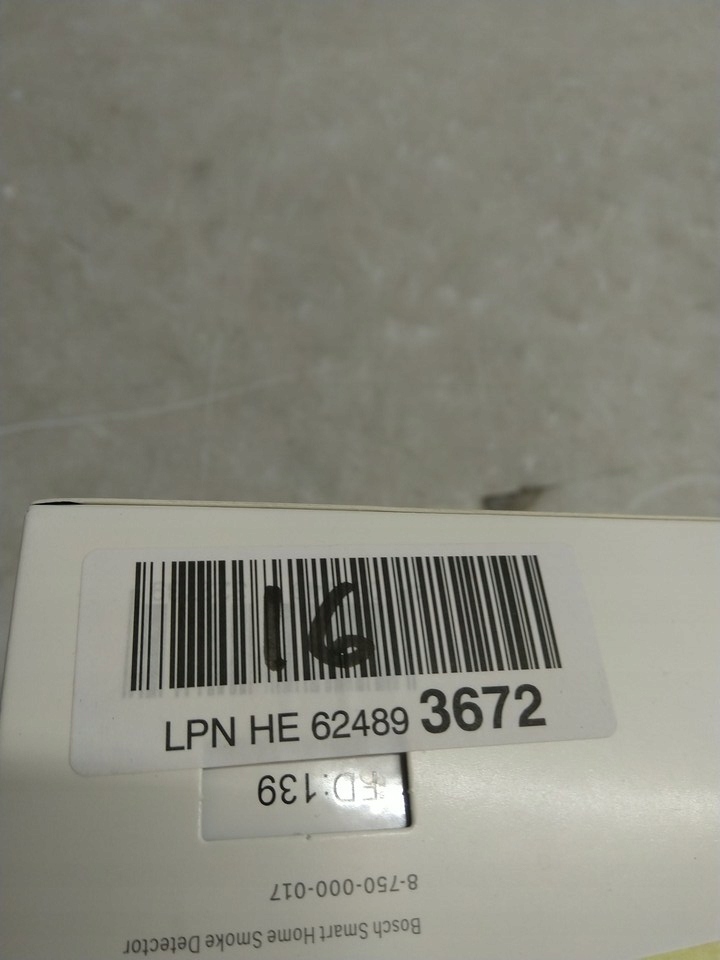 16
LPN HE 62489 3672
FD:139
8-750-000-017
Bosch Smart Home Smoke Detector